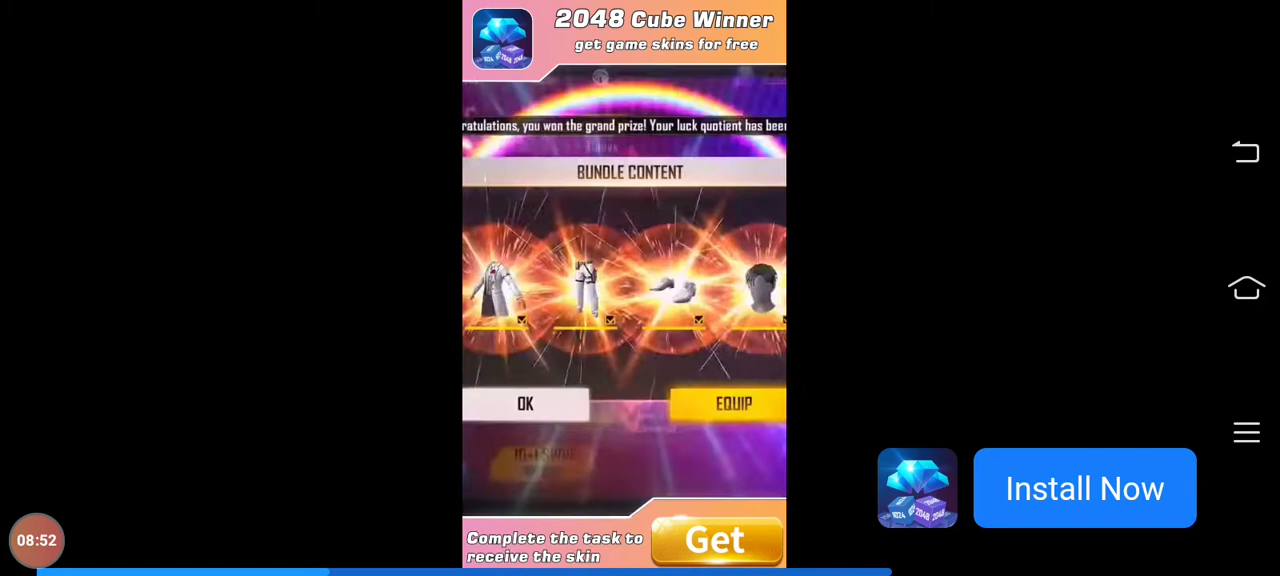 2048 Cube Winner
get game skins for free
ratulations, you won the grand prize! Your luck quotient has been
BUNDLE CONTENT
OK
EQUIP
Complete the task to
receive the skin
Get
Install Now
08:52